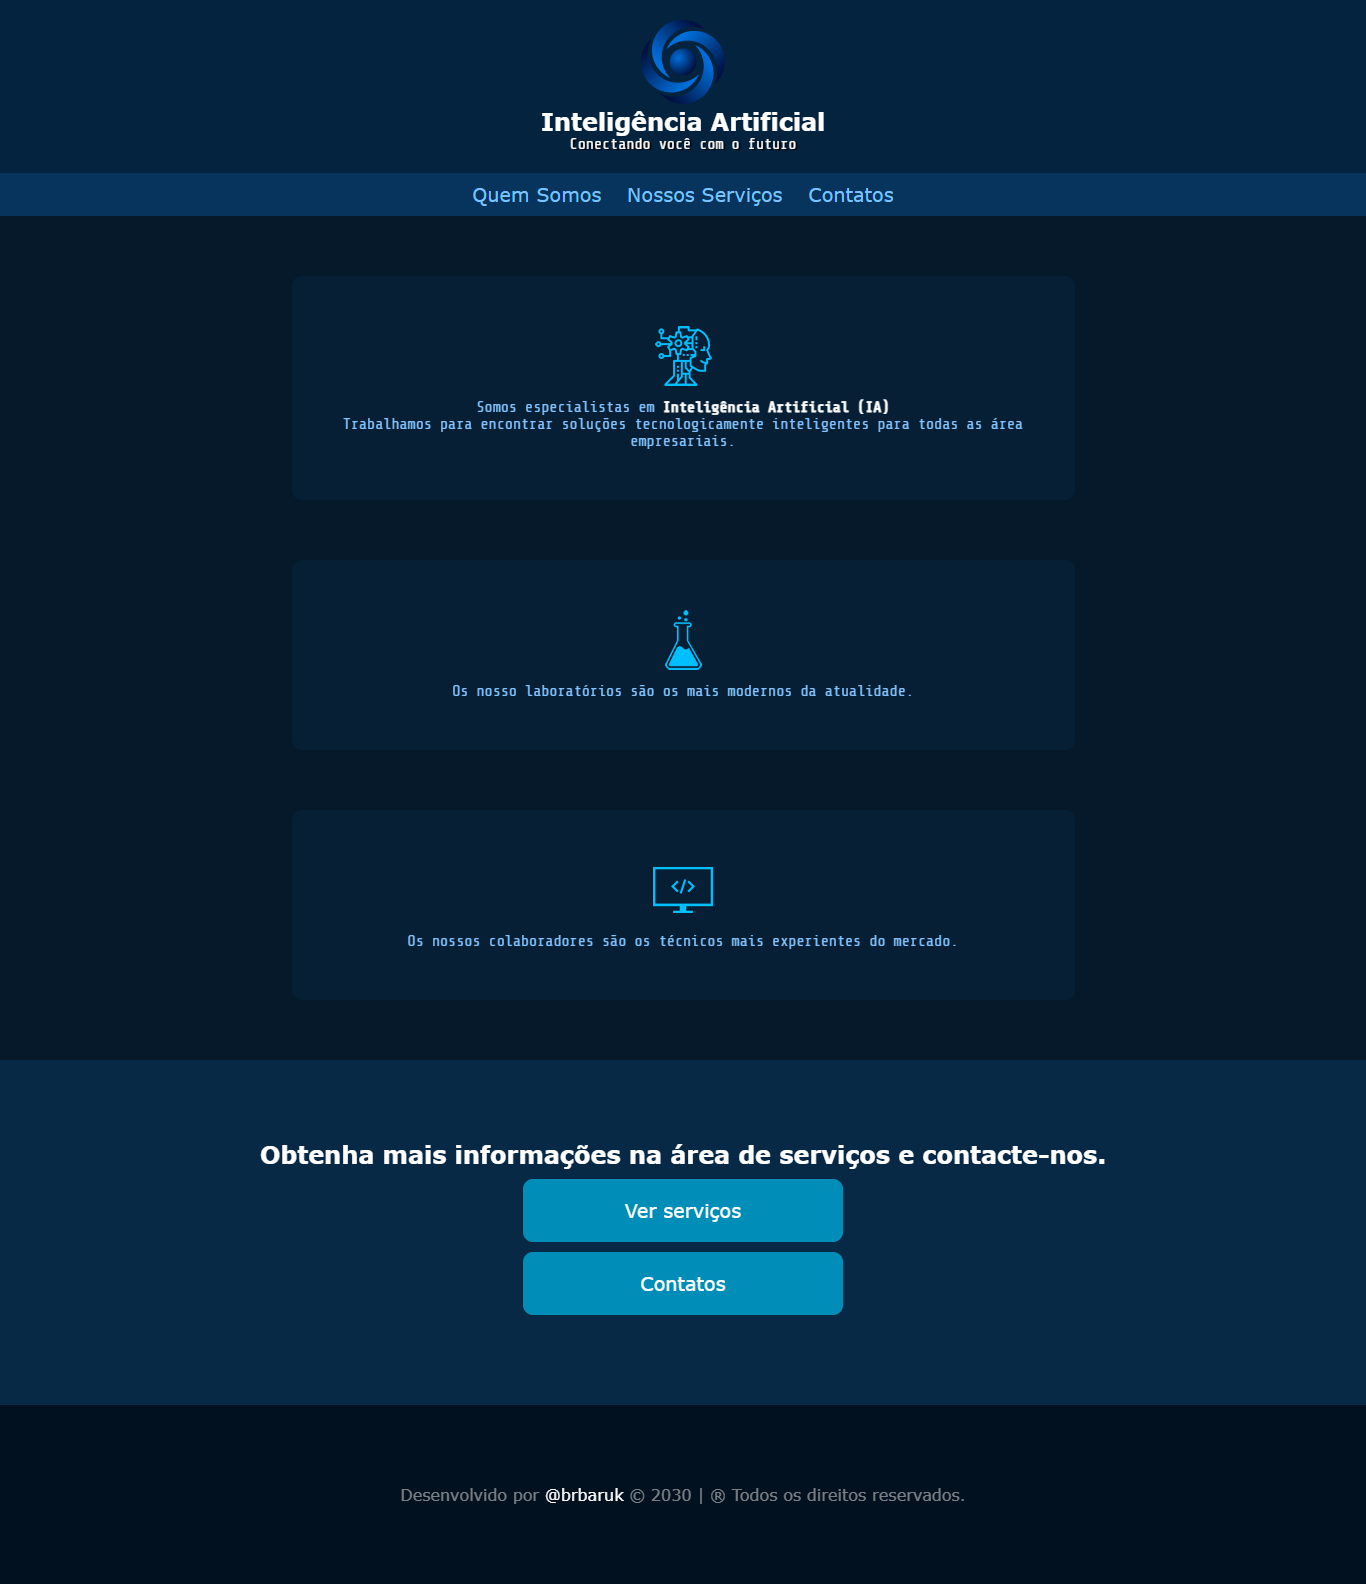 Inteligência Artificial
Conectando você com o futuro
Quem Somos Nossos Serviços Contatos
Somos especialistas em Inteligência Artificial (IA)
Trabalhamos para encontrar soluções tecnologicamente inteligentes para todas as área
empresariais.
</>
Os nosso laboratórios são os mais modernos da atualidade.
Os nossos colaboradores são os técnicos mais experientes do mercado.
Obtenha mais informações na área de serviços e contacte-nos.
Ver serviços
Contatos
Desenvolvido por @brbaruk © 2030 | ® Todos os direitos reservados.